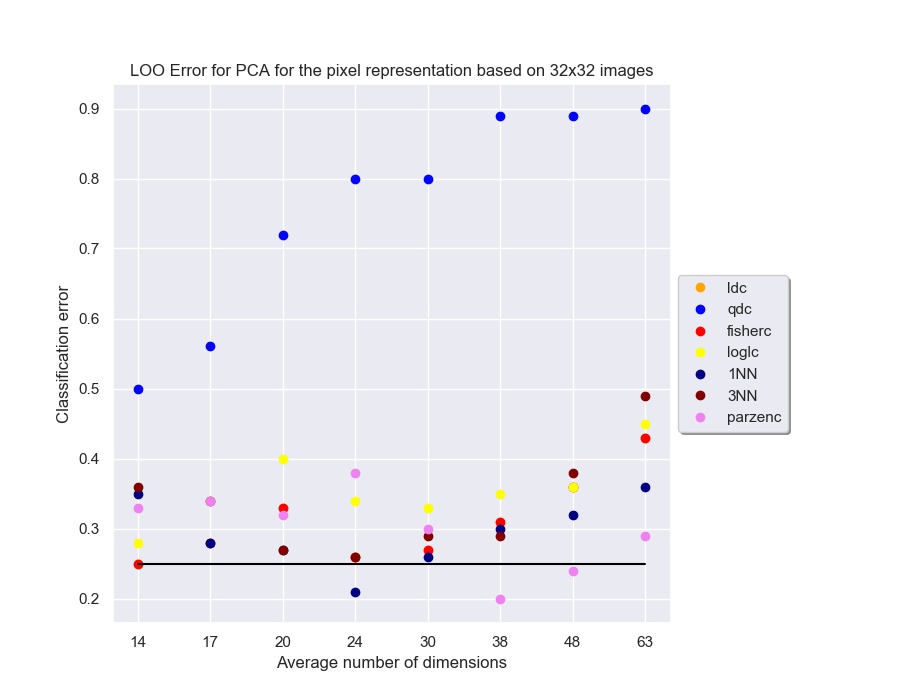 LOO Error for PCA for the pixel representation based on 32x32 images
0.9
0.8
0.7
0.6
0.5
0.4
0.3
0.2
Classification error
14 17 20 24 30 38 48 63
Average number of dimensions
ldc
qdc
fisherc
loglc
1NN
3NN
parzenc